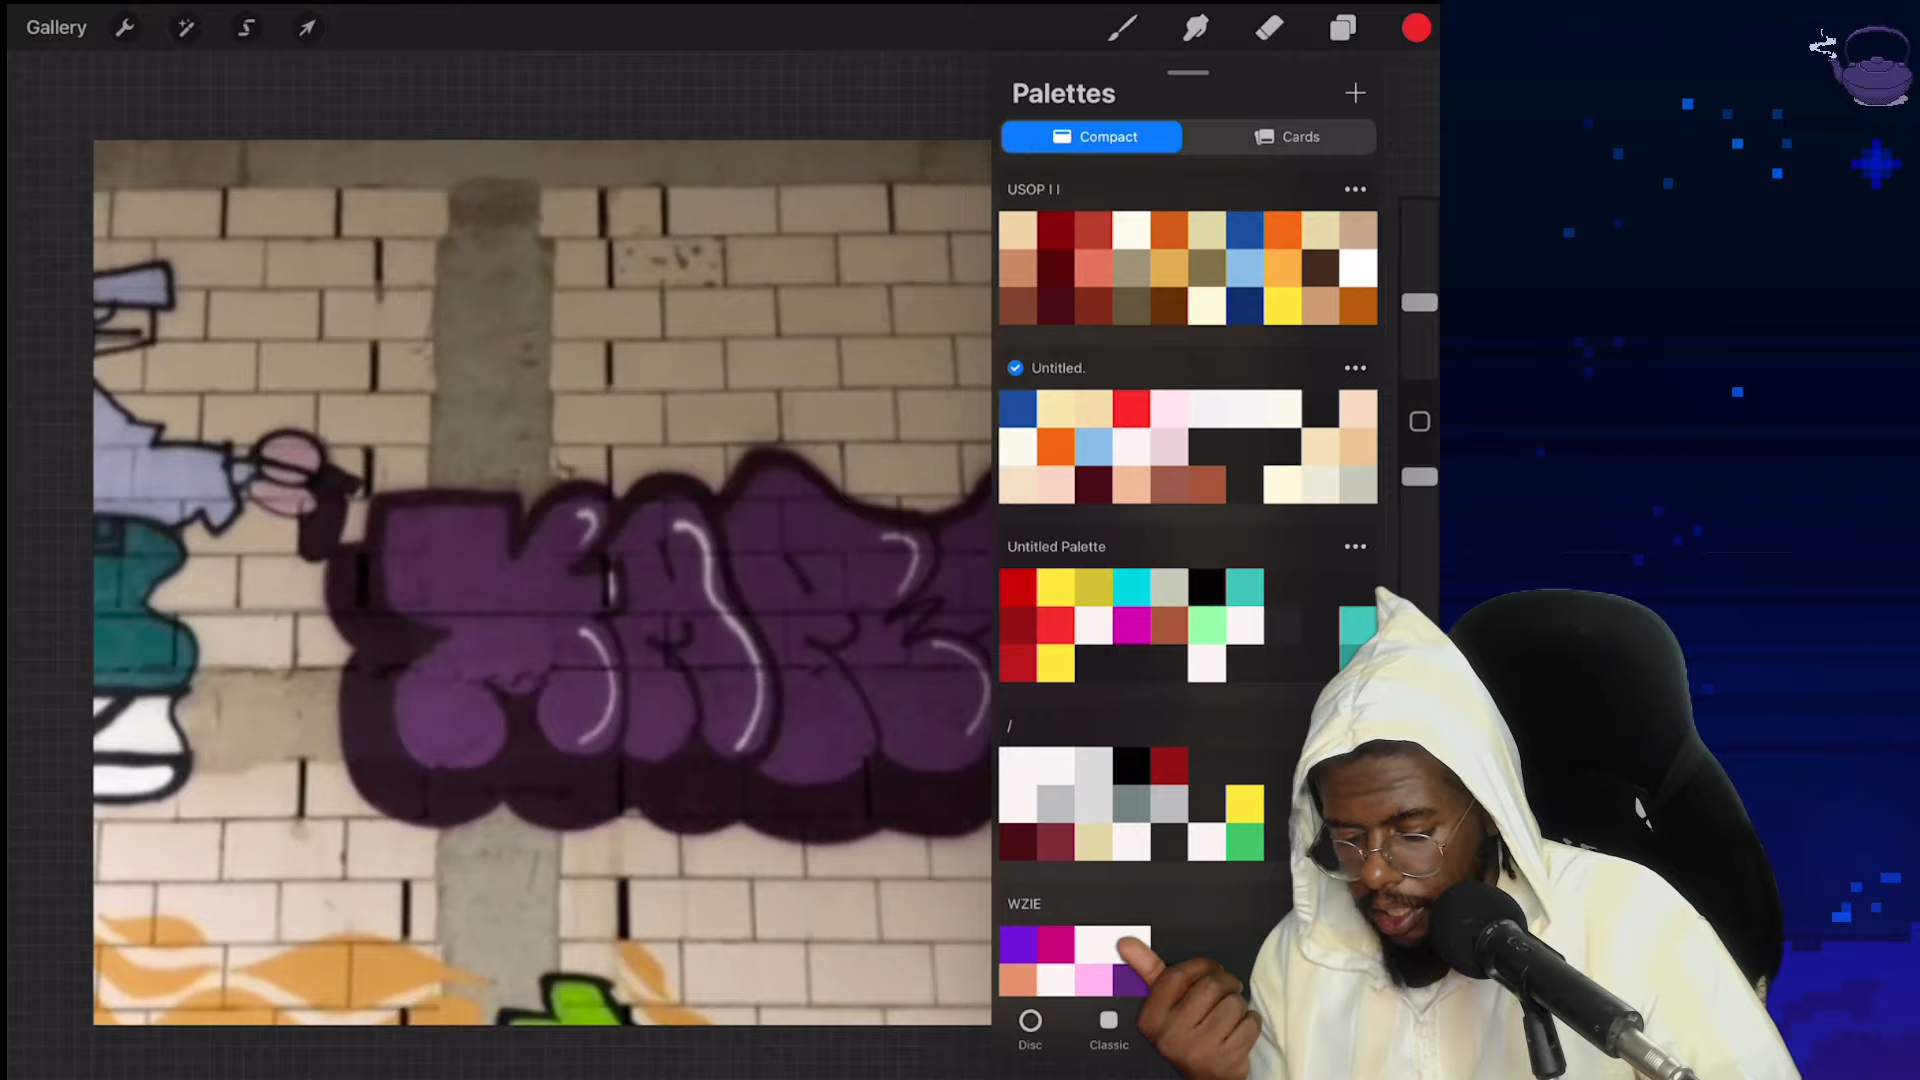 Gallery
Palettes
Compact
Cards
USOP I I
Untitled.
Untitled Palette
/
WZIE
Disc
Classic